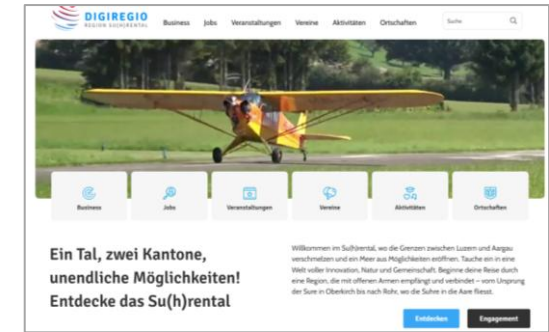 DIGIREGIO
REGION SU(H)RENTAL
Business Jobs Veranstaltungen Vereine Aktivitäten Ortschaften Suche
Business Jobs Veranstaltungen Vereine Aktivitäten Ortschaften
Ein Tal, zwei Kantone,
unendliche Möglichkeiten!
Entdecke das Su(h)rental
Willkommen im Su(h)rental, wo die Grenzen zwischen Luzern und Aargau
verschmelzen und ein Meer aus Möglichkeiten eröffnen. Tauche ein in eine
Welt voller Innovation, Natur und Gemeinschaft. Beginne deine Reise durch
eine Region, die mit offenen Armen empfängt und verbindet – vom Ursprung
der Sure in Oberkirch bis nach Rohr, wo die Suhre in die Aare fliesst.
Entdecken Engagement